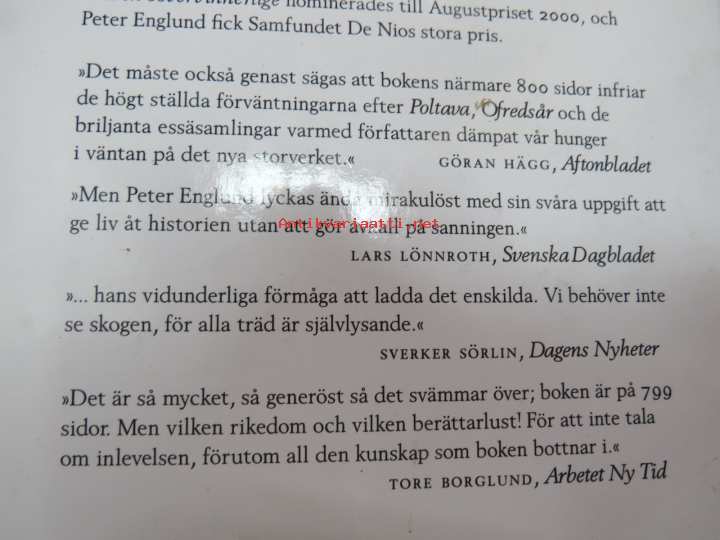 nominerades till Augustpriset 2000, och
Peter Englund fick Samfundet De Nios stora pris.
»Det måste också genast sägas att bokens närmare 800 sidor infriar
de högt ställda förväntningarna efter Poltava, Ofredsår och de
briljanta essäsamlingar varmed författaren dämpat vår hunger
i väntan på det nya storverket.« GÖRAN HÄGG, Aftonbladet
»Men Peter Englund lyckas ändå mirakulöst med sin svåra uppgift att
ge liv åt historien utan att gör avkall på sanningen.«
Antikvariaatti.net
LARS LÖNNROTH, Svenska Dagbladet
»... hans vidunderliga förmåga att ladda det enskilda. Vi behöver inte
se skogen, för alla träd är självlysande.«
SVERKER SÖRLIN, Dagens Nyheter
»Det är så mycket, så generöst så det svämmar över; boken är på 799
sidor. Men vilken rikedom och vilken berättarlust! För att inte tala
om inlevelsen, förutom all den kunskap som boken bottnar i.«
TORE BORGLUND, Arbetet Ny Tid